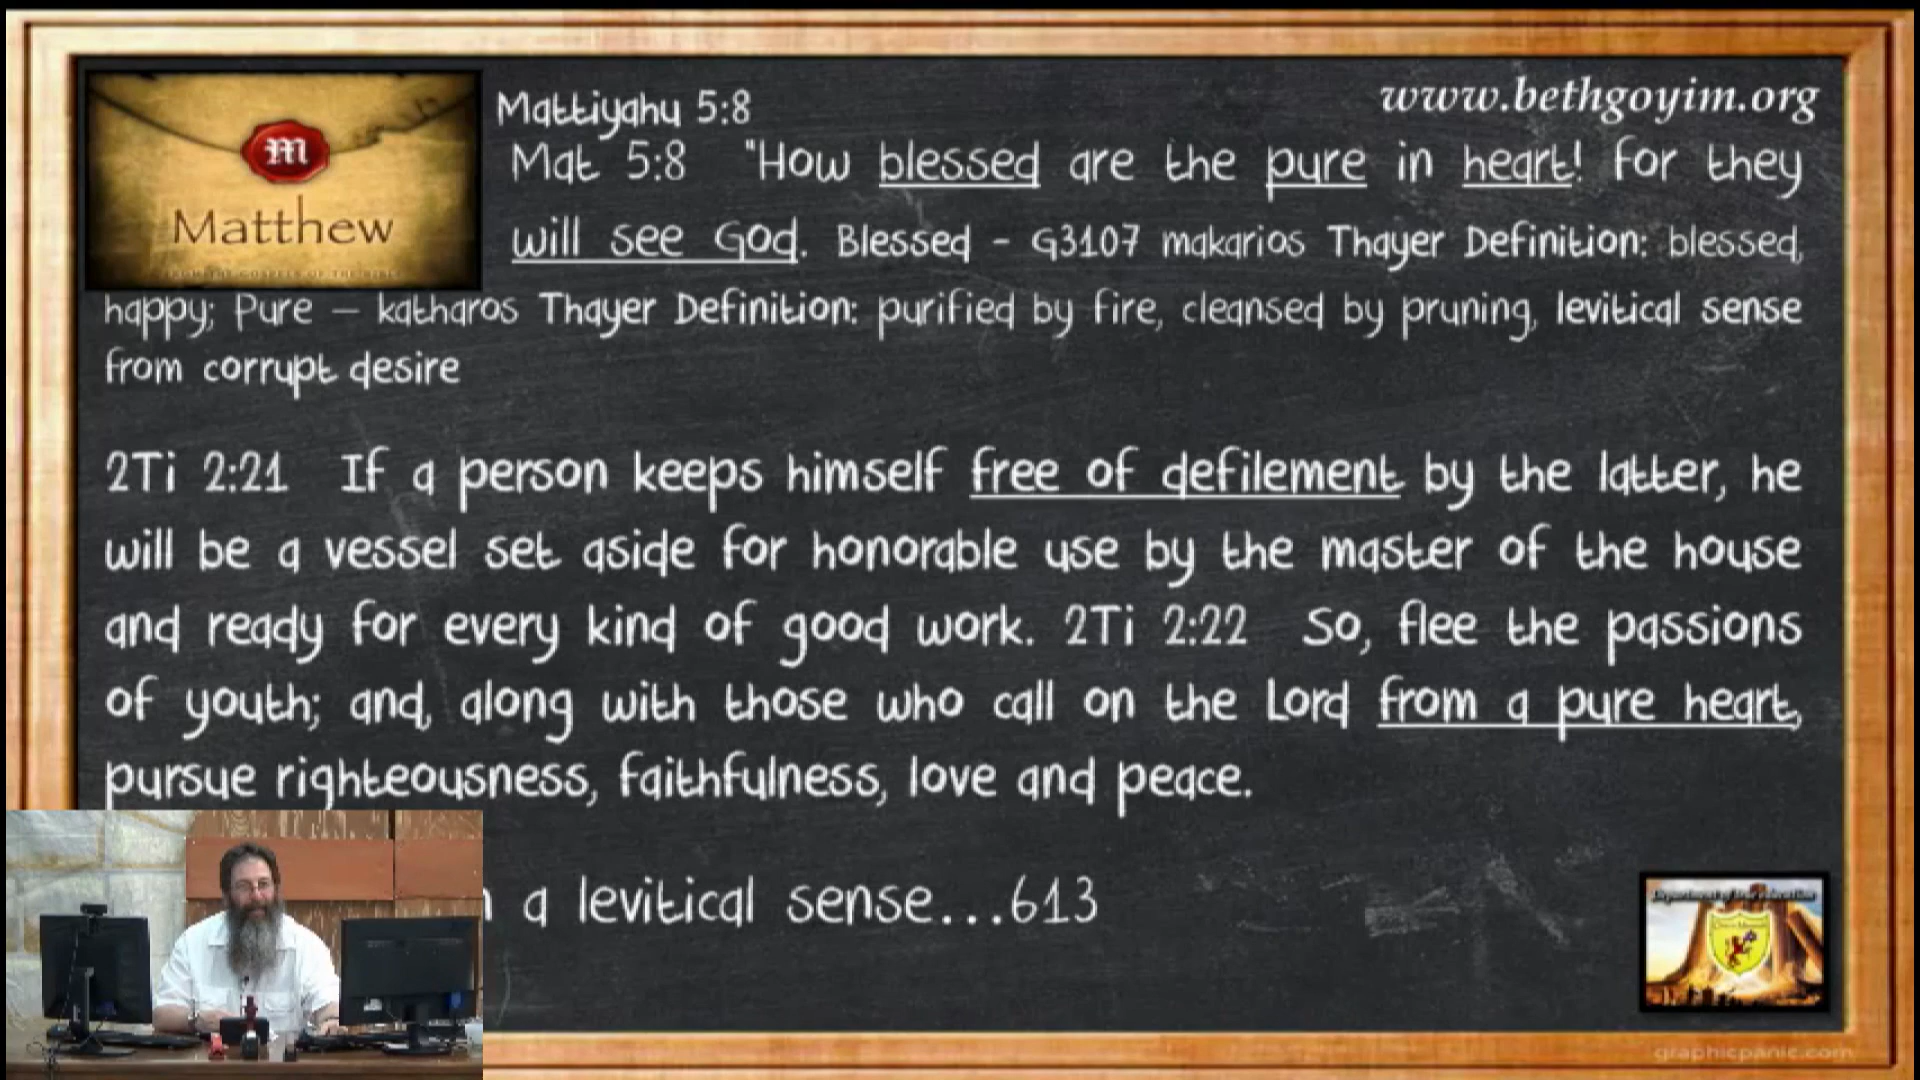 www.bethgoyim.org
Mattiyahu 5:8
Mat 5:8 "How blessed are the pure in heart! for they
will see God. Blessed - G3107 makarios Thayer Definition: blessed,
happy; Pure – katharos Thayer Definition: purified by fire, cleansed by pruning, levitical sense
from corrupt desire
M
Matthew
2Ti 2:21 If a person keeps himself free of defilement by the latter, he
will be a vessel set aside for honorable use by the master of the house
and ready for every kind of good work. 2Ti 2:22 So, flee the passions
of youth; and, along with those who call on the Lord from a pure heart,
pursue righteousness, faithfulness, love and peace.
a levitical sense...613
graphicpanic.com